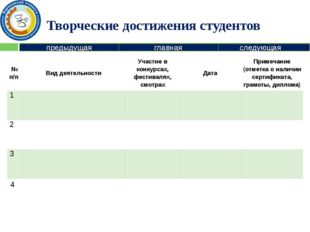 Творческие достижения студентов
предыдущая главная следующая
№ п/п
Вид деятельности
Участие в
конкурсах,
фестивалях,
смотрах
Дата
Примечание
(отметка о наличии
сертификата,
грамоты, диплома)
1
2
3
4